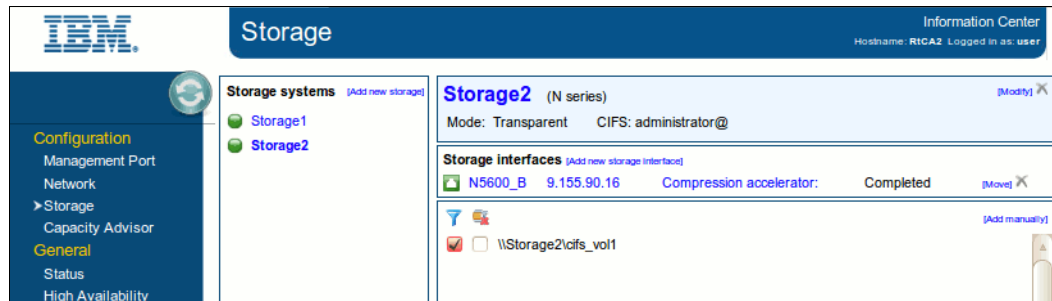 IBM.
Storage
Information Center
Hostname: RtCA2 Logged in as: user
Configuration
Management Port
Network
Storage
Capacity Advisor
General
Status
High Availability
Storage systems [Add new storage]
Storage1
Storage2
Storage2 (N series) [Modify]
Mode: Transparent CIFS: administrator@
Storage interfaces [Add new storage interface]
N5600_B 9.155.90.16 Compression accelerator: Completed [Move]
[Add manually]
\\Storage2\cifs_vol1